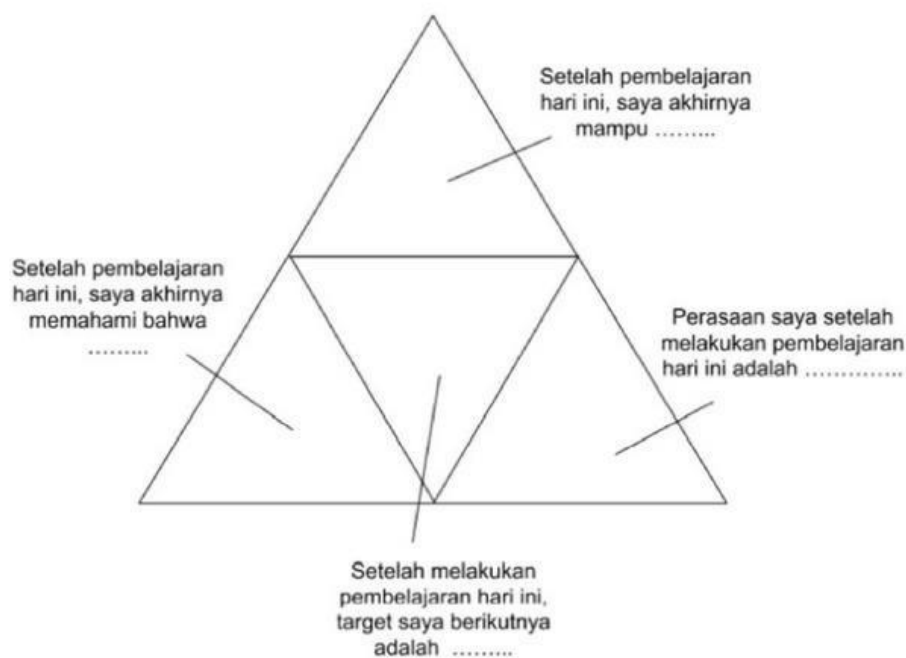 Setelah pembelajaran
hari ini, saya akhirnya
mampu ………
Setelah pembelajaran
hari ini, saya akhirnya
memahami bahwa
………
Perasaan saya setelah
melakukan pembelajaran
hari ini adalah …………..
Setelah melakukan
pembelajaran hari ini,
target saya berikutnya
adalah ………